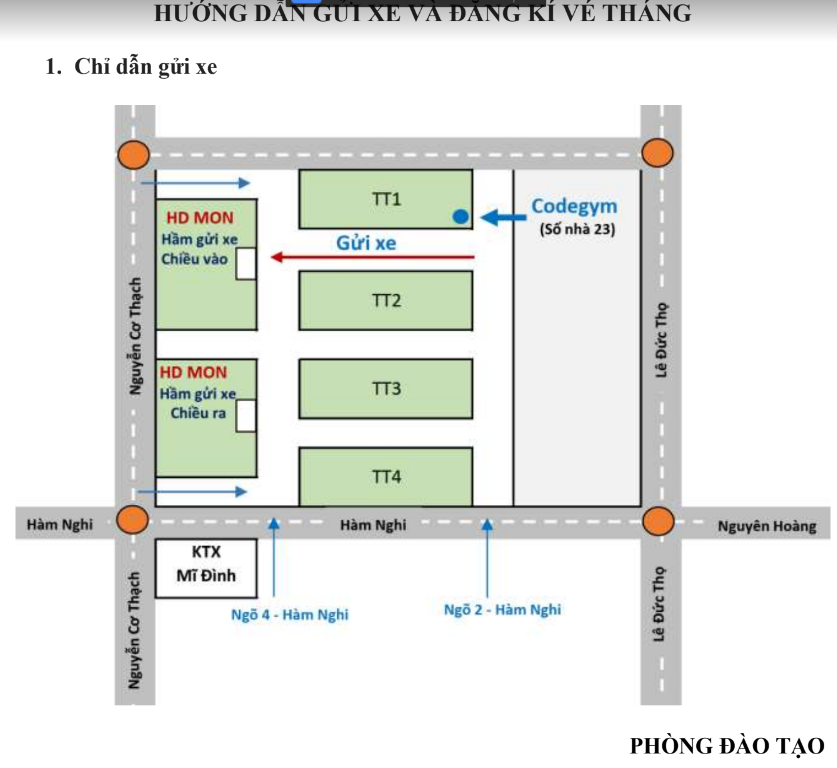 HƯỚNG DẪN GỬI XE VÀ ĐĂNG KÍ VÉ THÁNG
1. Chỉ dẫn gửi xe
TT1
Codegym
(Số nhà 23)
HD MON
Hầm gửi xe
Chiều vào
Gửi xe
TT2
Nguyễn Cơ Thạch
Lê Đức Thọ
HD MON
Hầm gửi xe
Chiều ra
TT3
TT4
Hàm Nghi
Hàm Nghi
Nguyên Hoàng
KTX
Mĩ Đình
Ngõ 4 - Hàm Nghi
Ngõ 2 - Hàm Nghi
Nguyễn Cơ Thạch
Lê Đức Thọ
PHÒNG ĐÀO TẠO